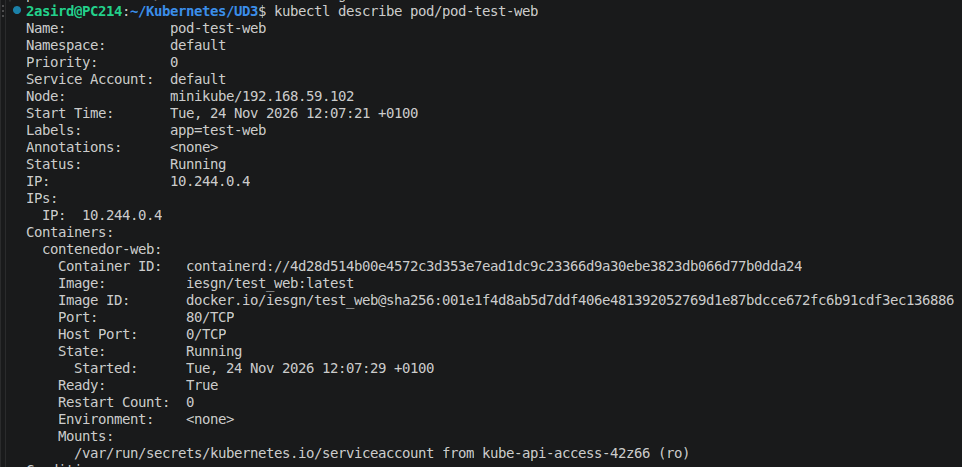 2asird@PC214:~/Kubernetes/UD3$ kubectl describe pod/pod-test-web
Name:             pod-test-web
Namespace:        default
Priority:         0
Service Account:  default
Node:             minikube/192.168.59.102
Start Time:       Tue, 24 Nov 2026 12:07:21 +0100
Labels:           app=test-web
Annotations:      <none>
Status:           Running
IP:               10.244.0.4
IPs:
  IP:  10.244.0.4
Containers:
  contenedor-web:
    Container ID:   containerd://4d28d514b00e4572c3d353e7ead1dc9c23366d9a30ebe3823db066d77b0dda24
    Image:          iesgn/test_web:latest
    Image ID:       docker.io/iesgn/test_web@sha256:001e1f4d8ab5d7ddf406e481392052769d1e87bdcce672fc6b91cdf3ec136886
    Port:           80/TCP
    Host Port:      0/TCP
    State:          Running
      Started:      Tue, 24 Nov 2026 12:07:29 +0100
    Ready:          True
    Restart Count:  0
    Environment:    <none>
    Mounts:
      /var/run/secrets/kubernetes.io/serviceaccount from kube-api-access-42z66 (ro)